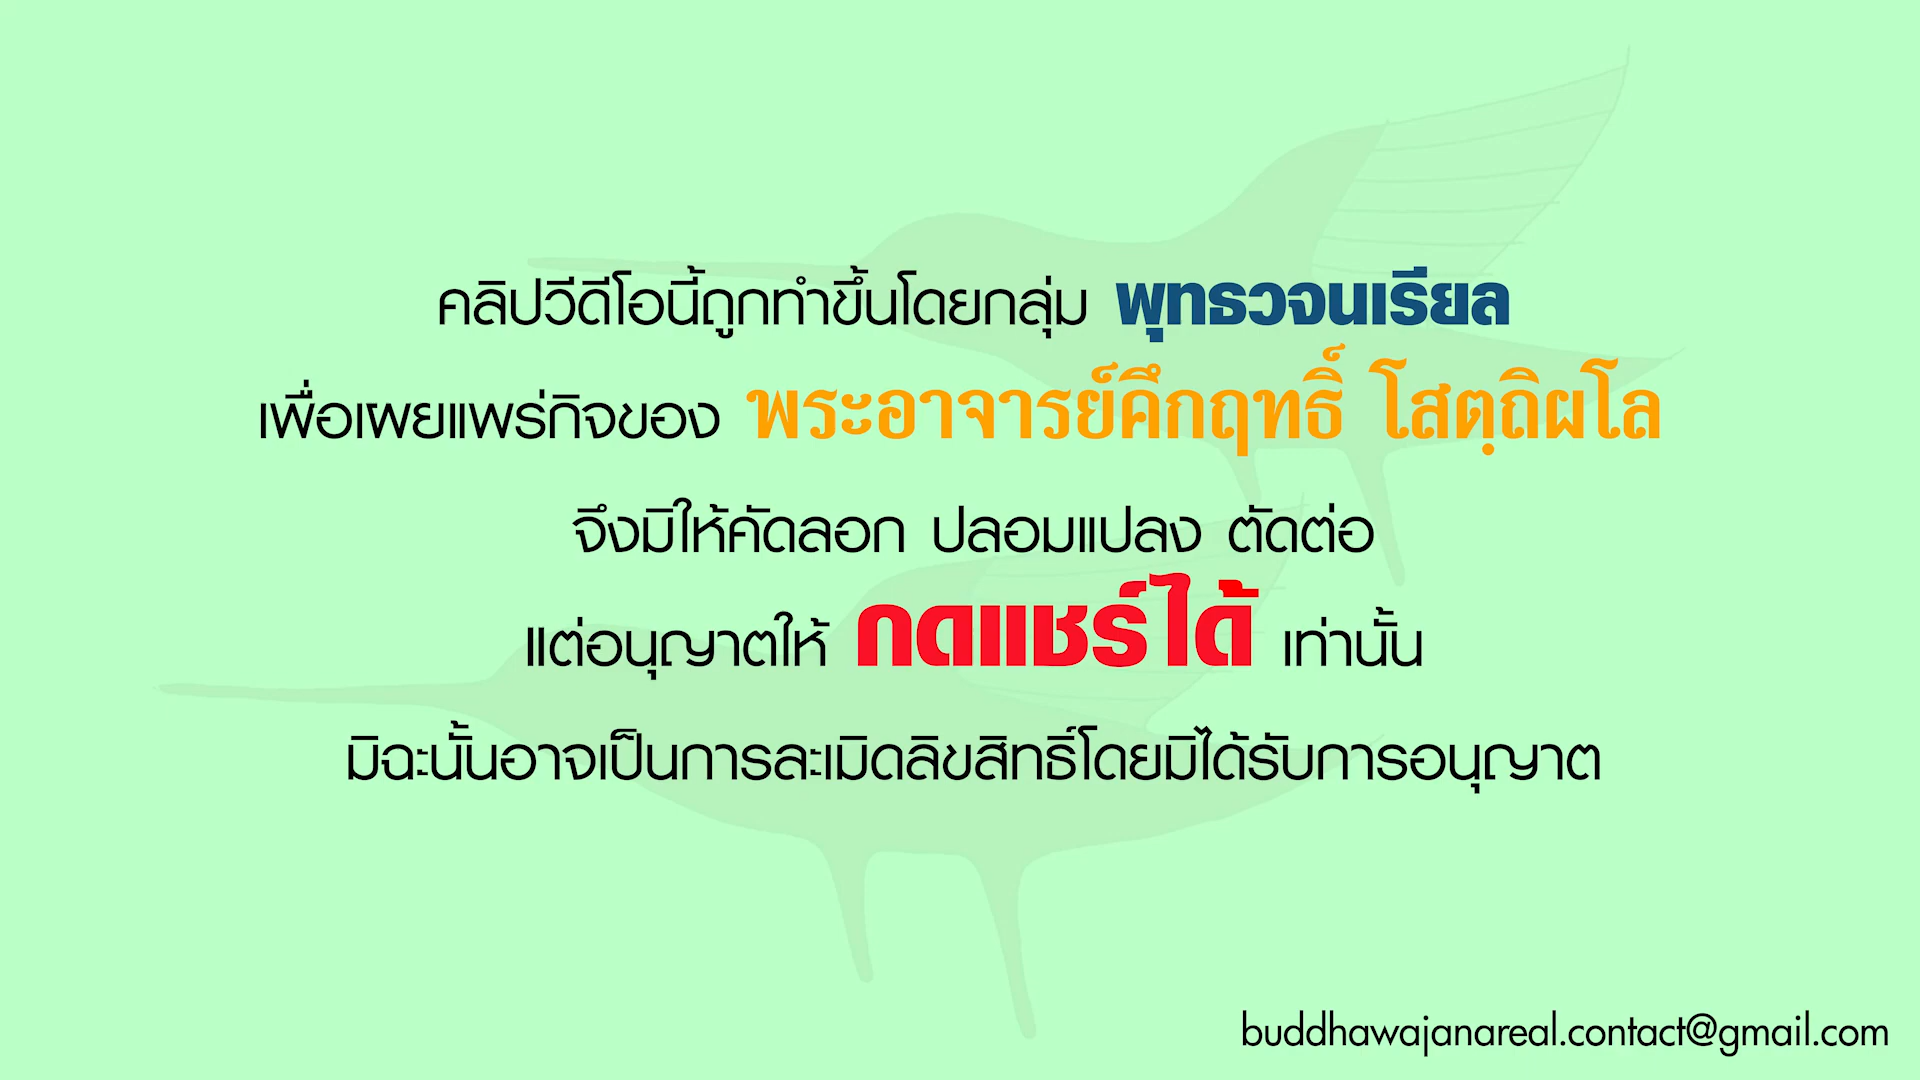 คลิปวีดีโอนี้ถูกทำขึ้นโดยกลุ่ม พุทธวจนเรียล
เพื่อเผยแพร่กิจของ พระอาจารย์คึกฤทธิ์ โสตฺถิผโล
จึงมิให้คัดลอก ปลอมแปลง ตัดต่อ
แต่อนุญาตให้ กดแชร์ได้ เท่านั้น
มิฉะนั้นอาจเป็นการละเมิดลิขสิทธิ์โดยมิได้รับการอนุญาต
buddhawajanareal.contact@gmail.com